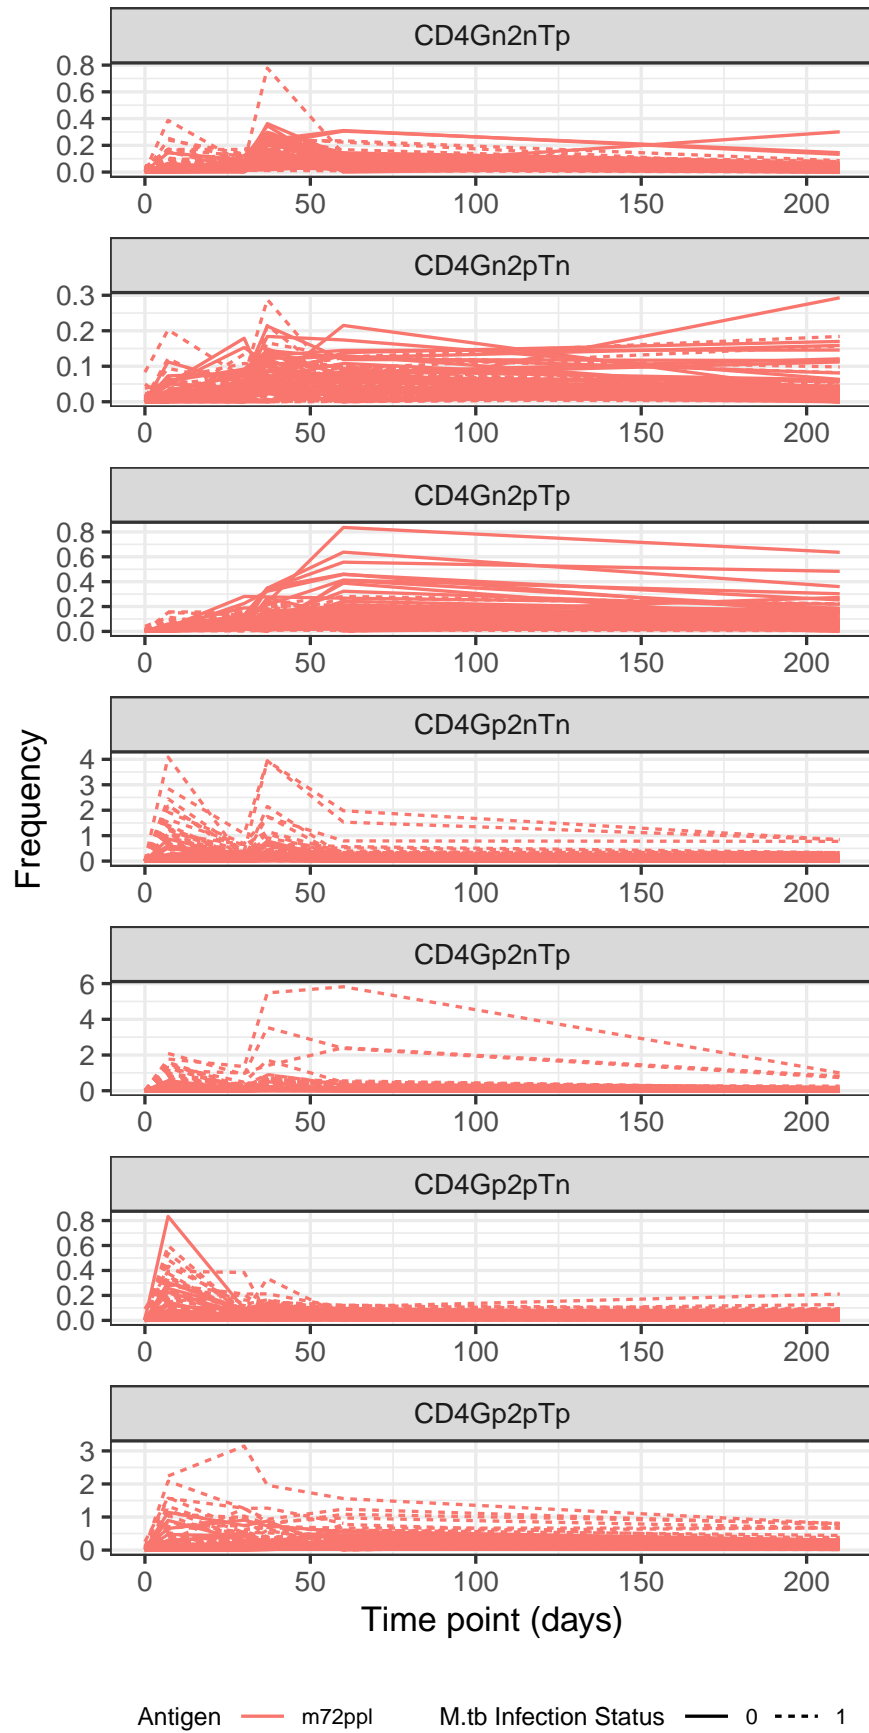 CD4Gn2nTp
0.8
0.6
0.4
0.2
0.0
0 50 100 150 200
CD4Gn2pTn
0.3
0.2
0.1
0.0
0 50 100 150 200
CD4Gn2pTp
0.8
0.6
0.4
0.2
0.0
0 50 100 150 200
CD4Gp2nTn
4
3
2
1
0
0 50 100 150 200
CD4Gp2nTp
6
4
2
0
0 50 100 150 200
CD4Gp2pTn
0.8
0.6
0.4
0.2
0.0
0 50 100 150 200
CD4Gp2pTp
3
2
1
0
0 50 100 150 200
Frequency
Time point (days)
Antigen m72ppl M.tb Infection Status 0 1